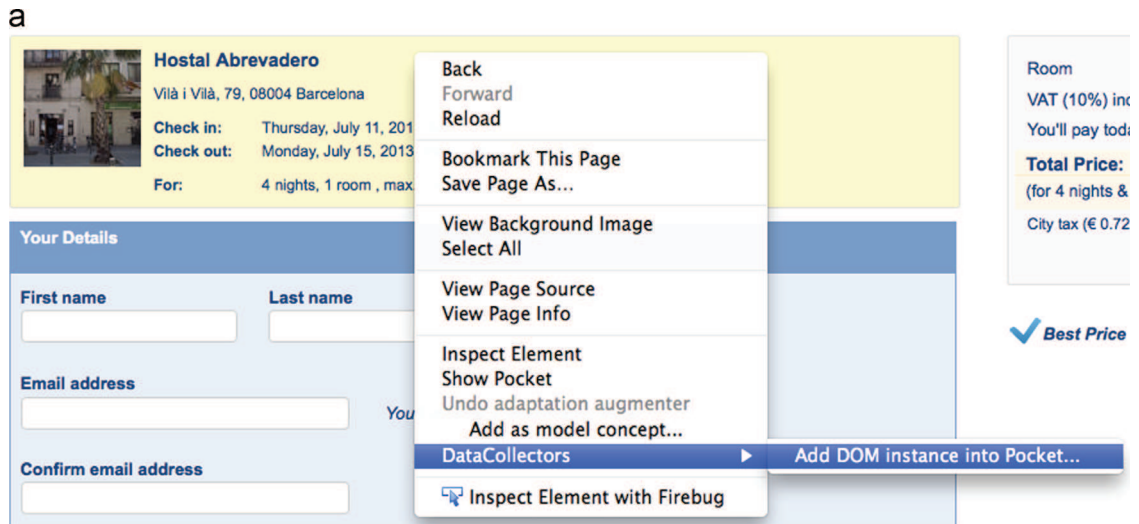 a
Hostal Abrevadero
Vilà i Vilà, 79, 08004 Barcelona
Check in: Thursday, July 11, 201
Check out: Monday, July 15, 2013
For: 4 nights, 1 room , max
Your Details
First name Last name
Email address
You
Confirm email address
Back
Forward
Reload
Bookmark This Page
Save Page As...
View Background Image
Select All
View Page Source
View Page Info
Inspect Element
Show Pocket
Undo adaptation augmenter
Add as model concept...
DataCollectors
Add DOM instance into Pocket...
Inspect Element with Firebug
Room
VAT (10%) inc
You'll pay toda
Total Price:
(for 4 nights &
City tax (€ 0.72
Best Price